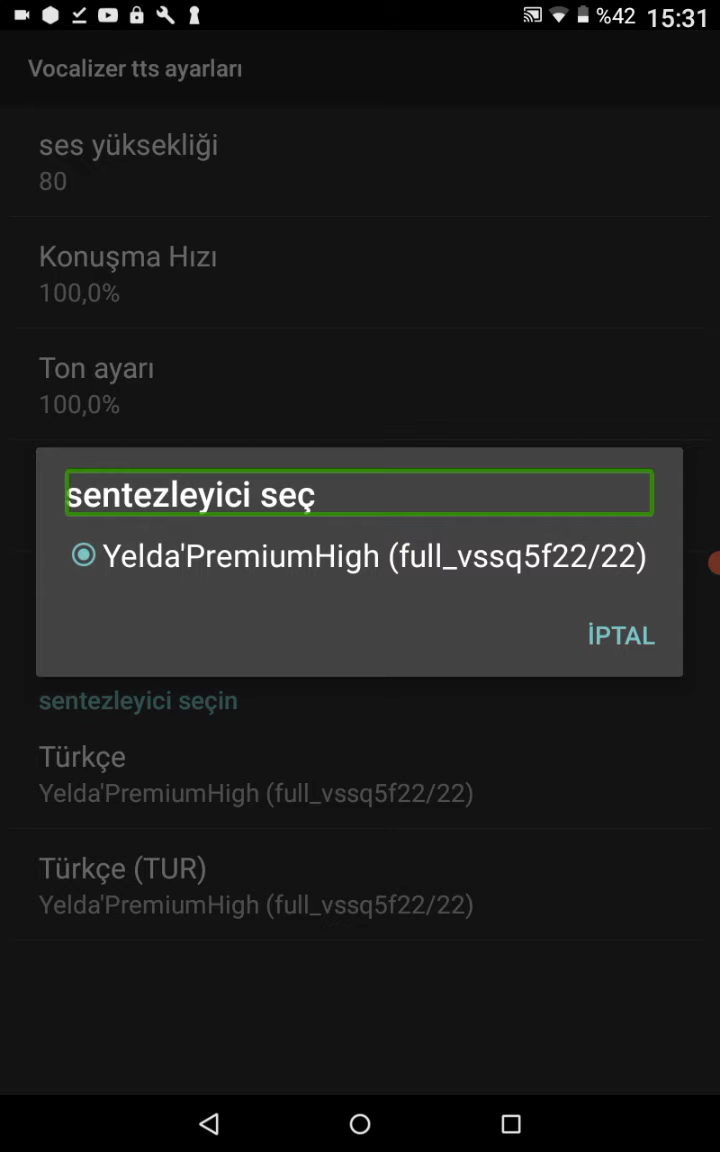 %42 15:31
Vocalizer tts ayarları
ses yüksekliği
80
Konuşma Hızı
100,0%
Ton ayarı
100,0%
sentezleyici seç
Yelda'PremiumHigh (full_vssq5f22/22)
İPTAL
sentezleyici seçin
Türkçe
Yelda'PremiumHigh (full_vssq5f22/22)
Türkçe (TUR)
Yelda'PremiumHigh (full_vssq5f22/22)